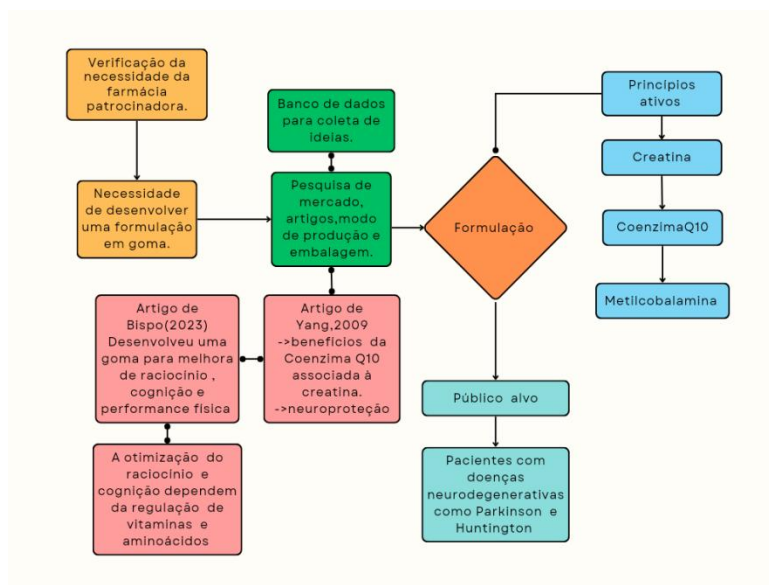 Verificação da
necessidade da
farmácia
patrocinadora.
Necessidade
de desenvolver
uma formulação
em goma.
Banco de dados
para coleta de
ideias.
Pesquisa de
mercado,
artigos,modo
de produção e
embalagem.
Artigo de
Bispo(2023)
Desenvolveu uma
goma para melhora
de raciocínio ,
cognição e
performance física
A otimização do
raciocínio e
cognição dependem
da regulação de
vitaminas e
aminoácidos
Artigo de
Yang,2009
->benefícios da
Coenzima Q10
associada à
creatina.
->neuroproteção
Formulação
Princípios
ativos
Creatina
CoenzimaQ10
Metilcobalamina
Público alvo
Pacientes com
doenças
neurodegenerativas
como Parkinson e
Huntington